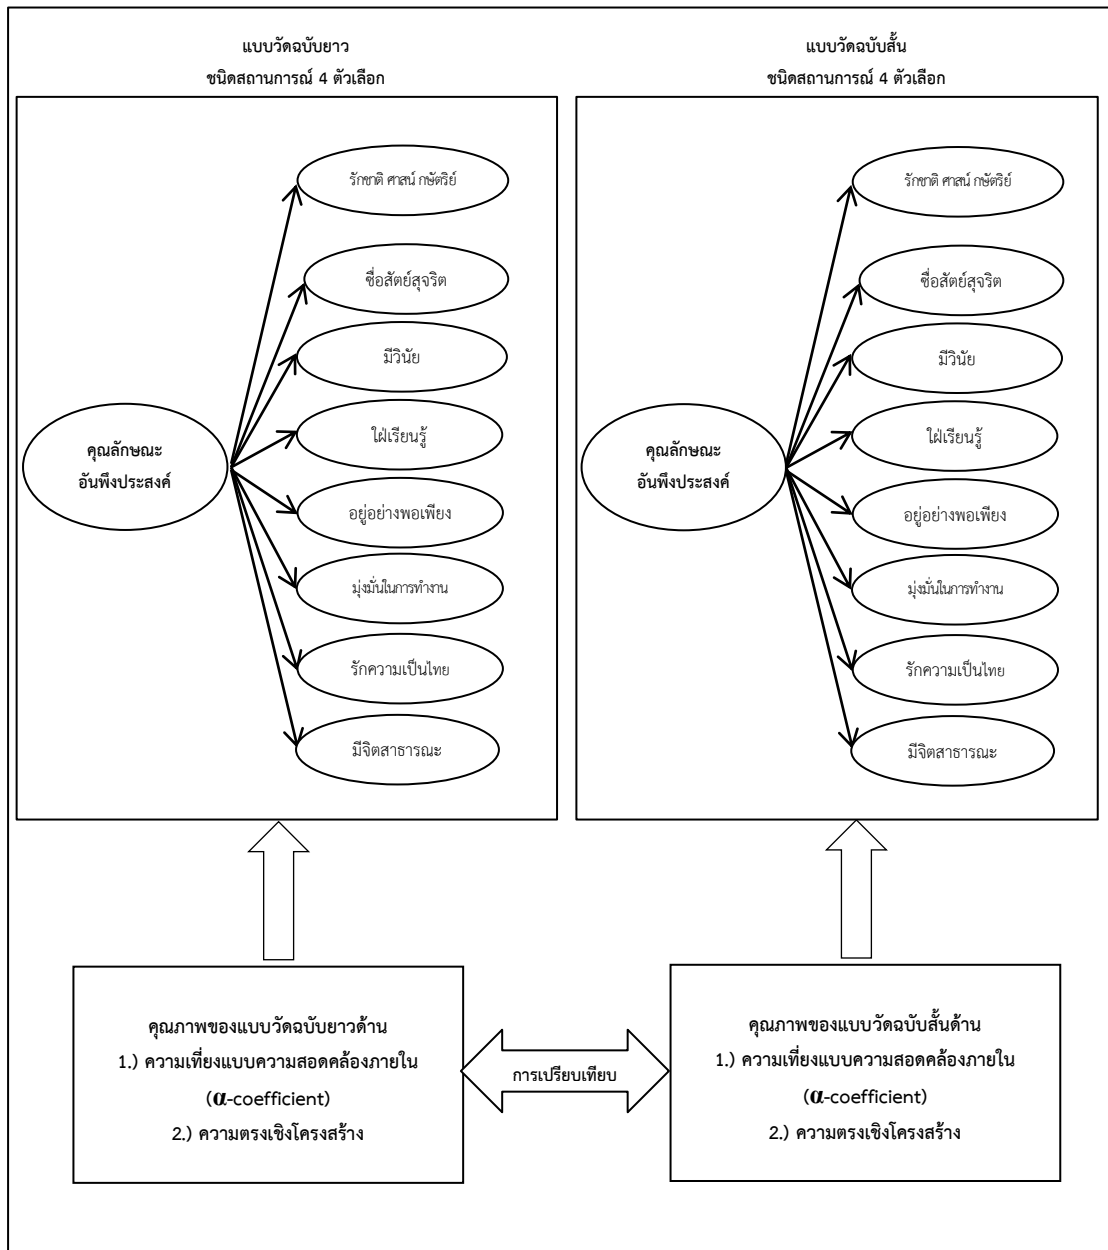 แบบวัดฉบับยาว
ชนิดสถานการณ์ 4 ตัวเลือก
รักชาติ ศาสน์ กษัตริย์
ซื่อสัตย์สุจริต
มีวินัย
ใฝ่เรียนรู้
คุณลักษณะ
อันพึงประสงค์
อยู่อย่างพอเพียง
มุ่งมั่นในการทำงาน
รักความเป็นไทย
มีจิตสาธารณะ
แบบวัดฉบับสั้น
ชนิดสถานการณ์ 4 ตัวเลือก
รักชาติ ศาสน์ กษัตริย์
ซื่อสัตย์สุจริต
มีวินัย
ใฝ่เรียนรู้
คุณลักษณะ
อันพึงประสงค์
อยู่อย่างพอเพียง
มุ่งมั่นในการทำงาน
รักความเป็นไทย
มีจิตสาธารณะ
คุณภาพของแบบวัดฉบับยาวด้าน
1.) ความเที่ยงแบบความสอดคล้องภายใน
(α-coefficient)
2.) ความตรงเชิงโครงสร้าง
การเปรียบเทียบ
คุณภาพของแบบวัดฉบับสั้นด้าน
1.) ความเที่ยงแบบความสอดคล้องภายใน
(α-coefficient)
2.) ความตรงเชิงโครงสร้าง